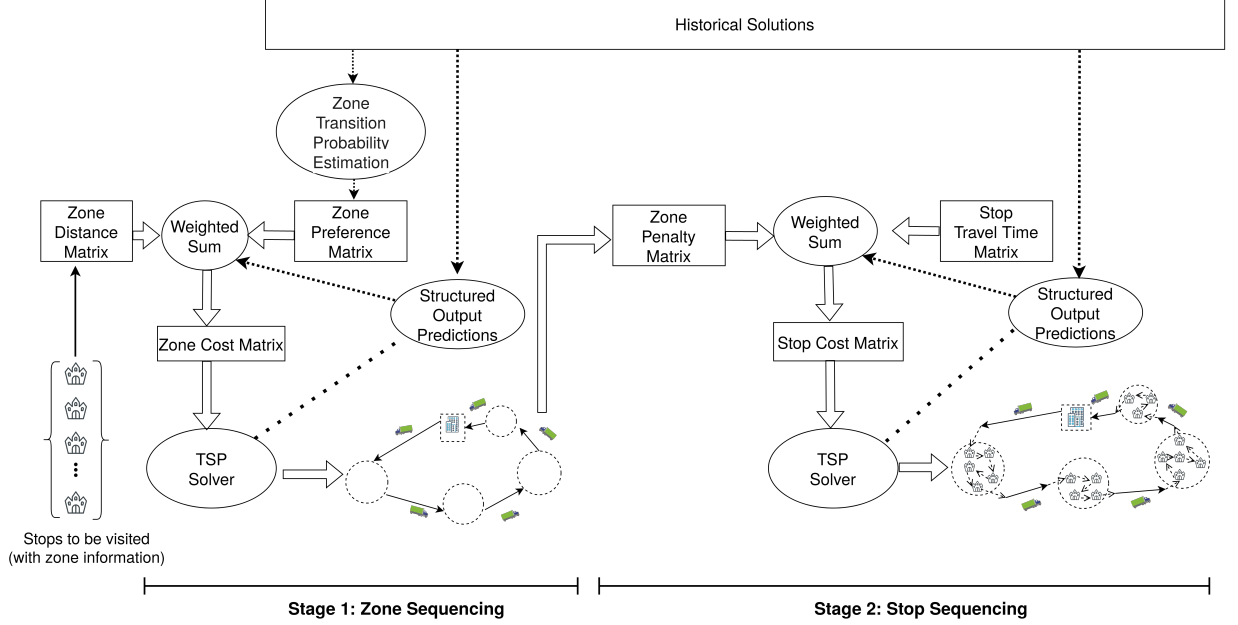 Historical Solutions
Zone
Transition
Probability
Estimation
Zone
Distance
Matrix
Weighted
Sum
Zone
Preference
Matrix
Structured
Output
Predictions
Zone Cost Matrix
TSP
Solver
Stops to be visited
(with zone information)
Zone
Penalty
Matrix
Weighted
Sum
Stop
Travel Time
Matrix
Structured
Output
Predictions
Stop Cost Matrix
TSP
Solver
Stage 1: Zone Sequencing
Stage 2: Stop Sequencing